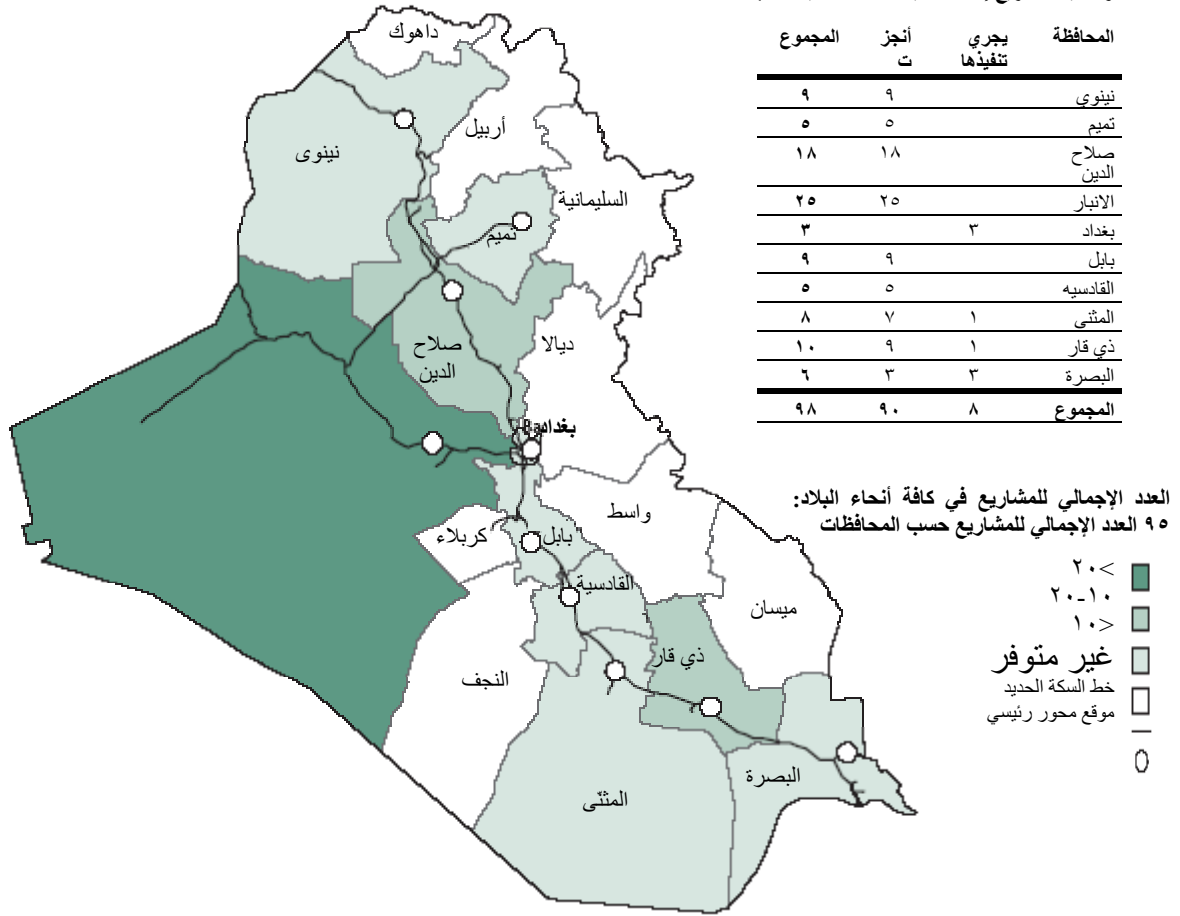 المحافظة يجري تنفيذها أنجز ت المجموع
نينوي ٩ ٩
تميم ٥ ٥
صلاح الدين ١٨ ١٨
الانبار ٢٥ ٢٥
بغداد ٣ ٣
بابل ٩ ٩
القادسيه ٥ ٥
المثنى ١ ٧ ٨
ذي قار ١ ٩ ١٠
البصرة ٣ ٣ ٦
المجموع ٨ ٩٠ ٩٨
داهوك
أربيل
نينوى
السليمانية
تميم
صلاح
الدين
ديالا
بغداد
واسط
كربلاء
بابل
القادسية
ميسان
ذي قار
النجف
البصرة
المثنّى
العدد الإجمالي للمشاريع في كافة أنحاء البلاد:
٩٥ العدد الإجمالي للمشاريع حسب المحافظات
>٢٠
١٠-٢٠
<١٠
غير متوفر
خط السكة الحديد
موقع محور رئيسي